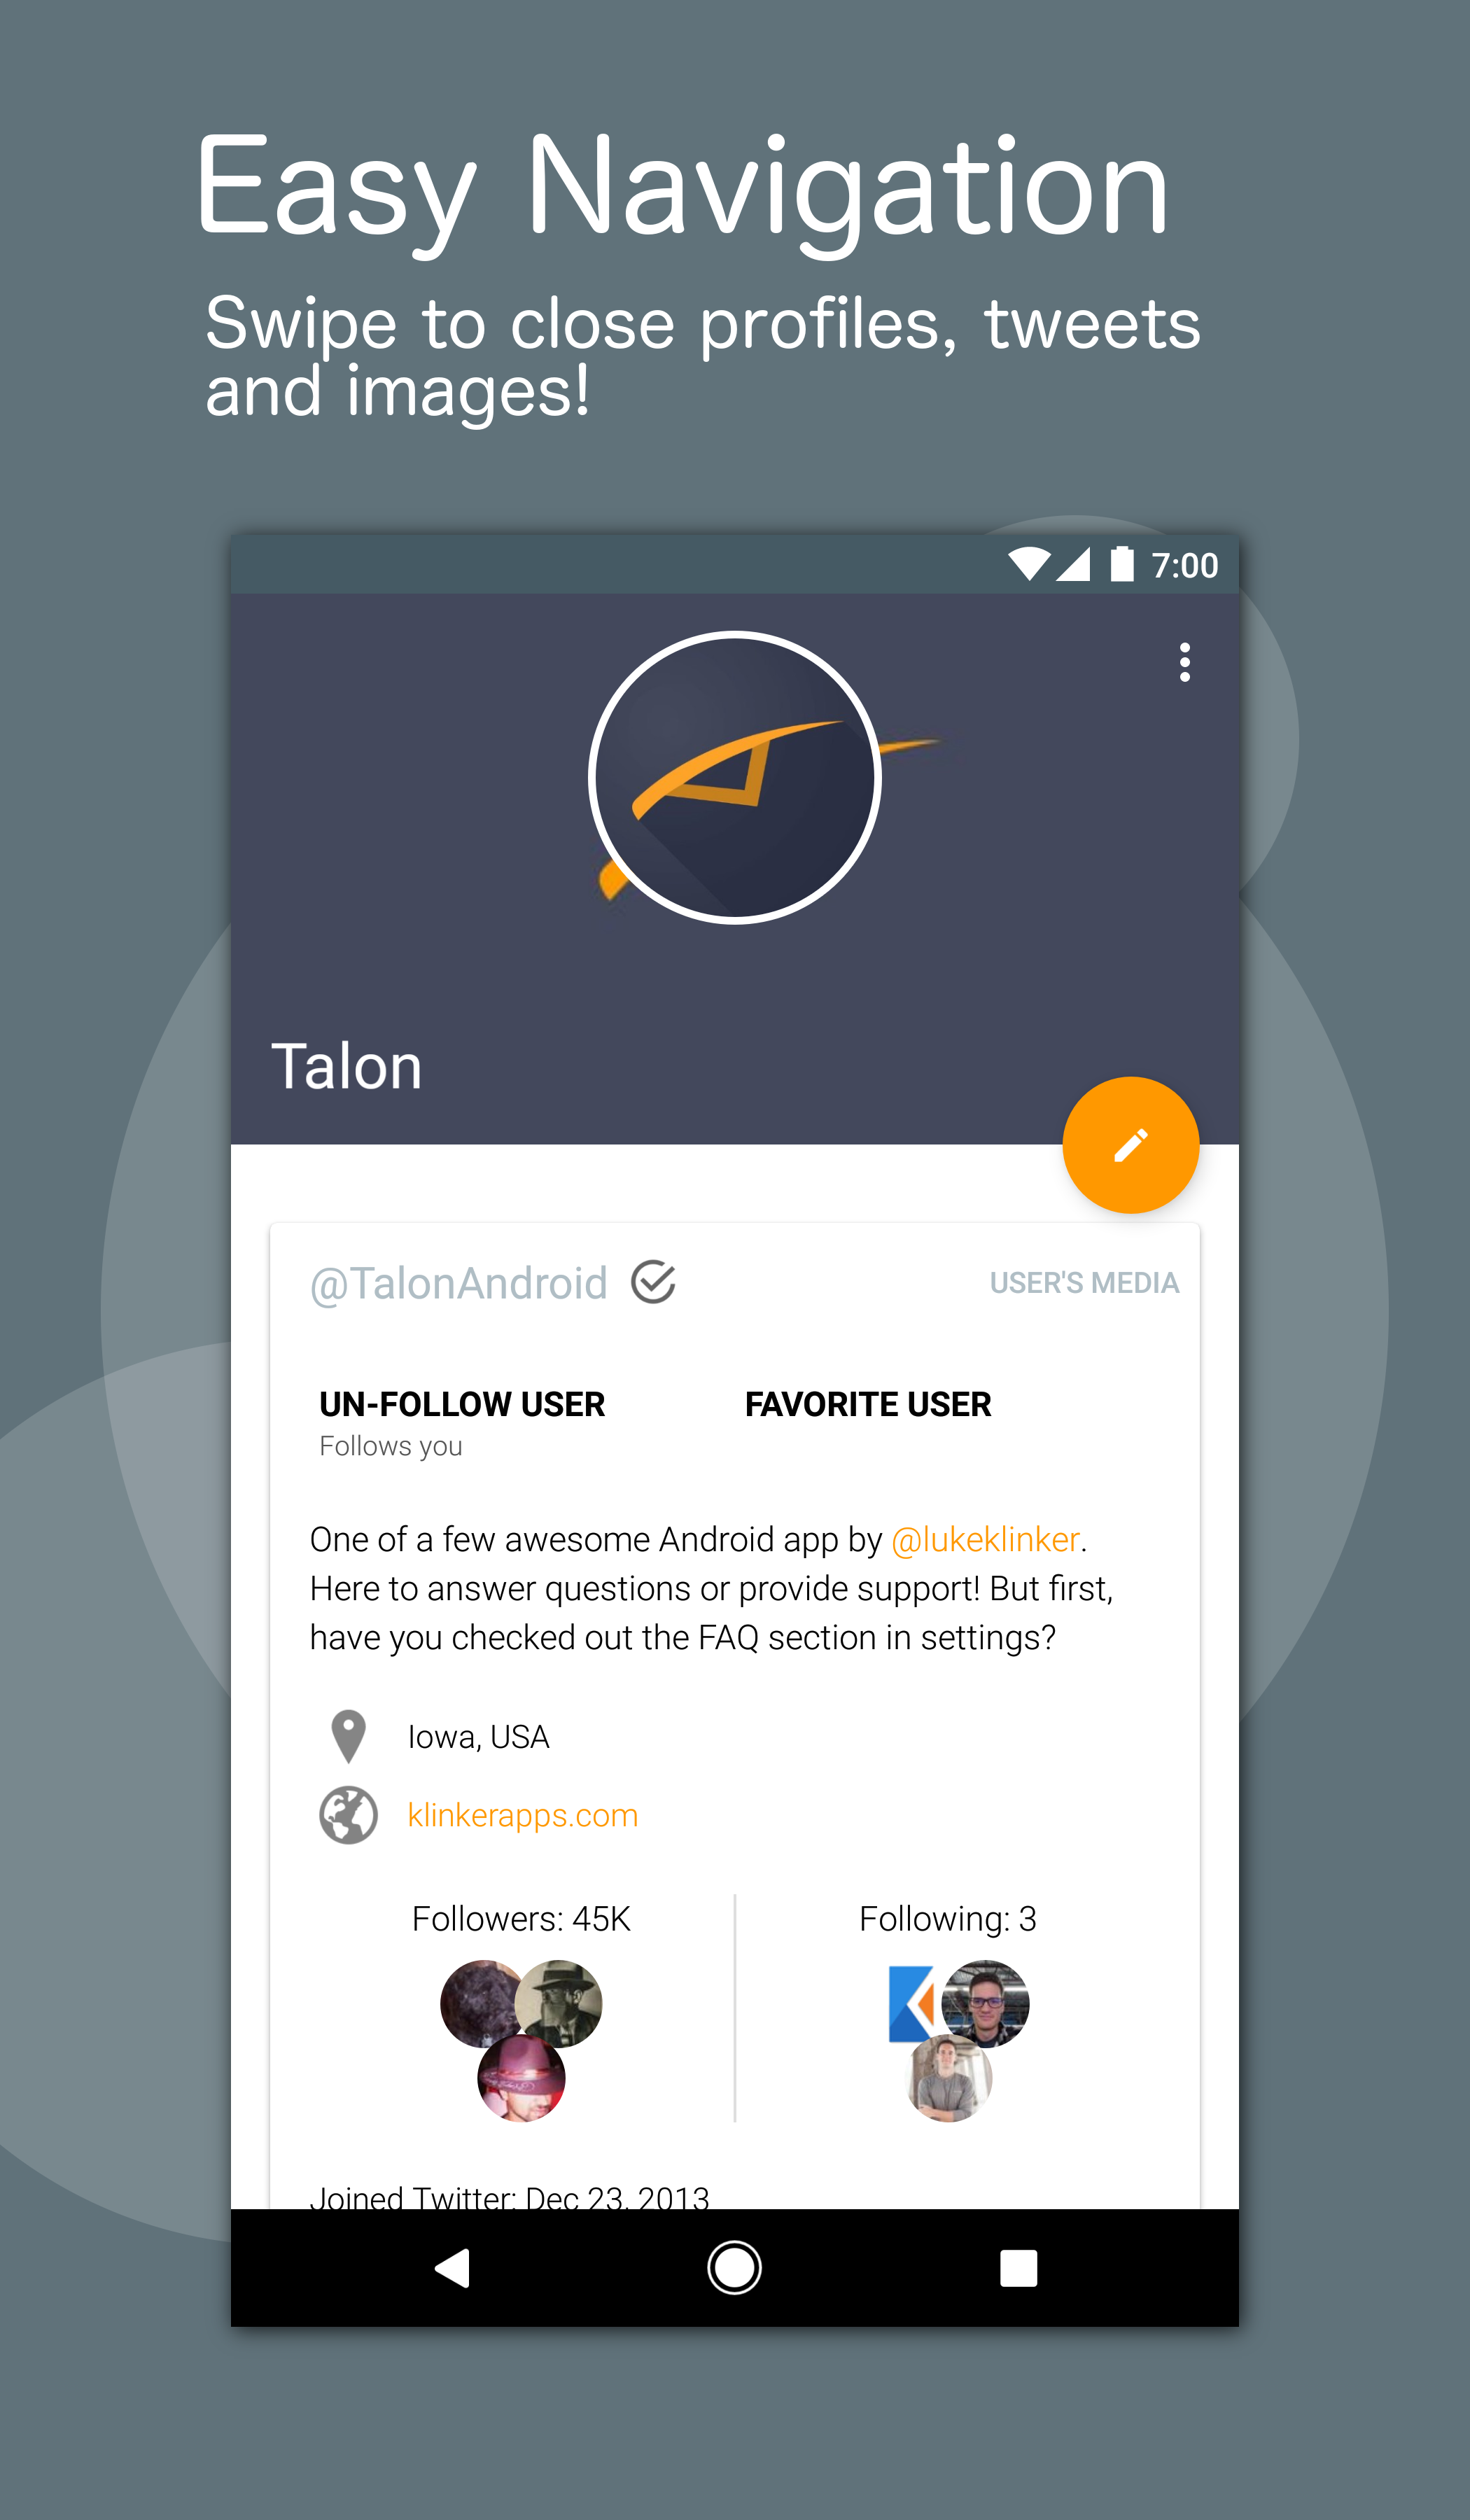 Easy Navigation
Swipe to close profiles, tweets
and images!
7:00
Talon
@TalonAndroid
USER'S MEDIA
UN-FOLLOW USER
FAVORITE USER
Follows you
One of a few awesome Android app by @lukeklinker.
Here to answer questions or provide support! But first,
have you checked out the FAQ section in settings?
Iowa, USA
klinkerapps.com
Followers: 45K
Following: 3
Joined Twitter: Dec 23, 2013